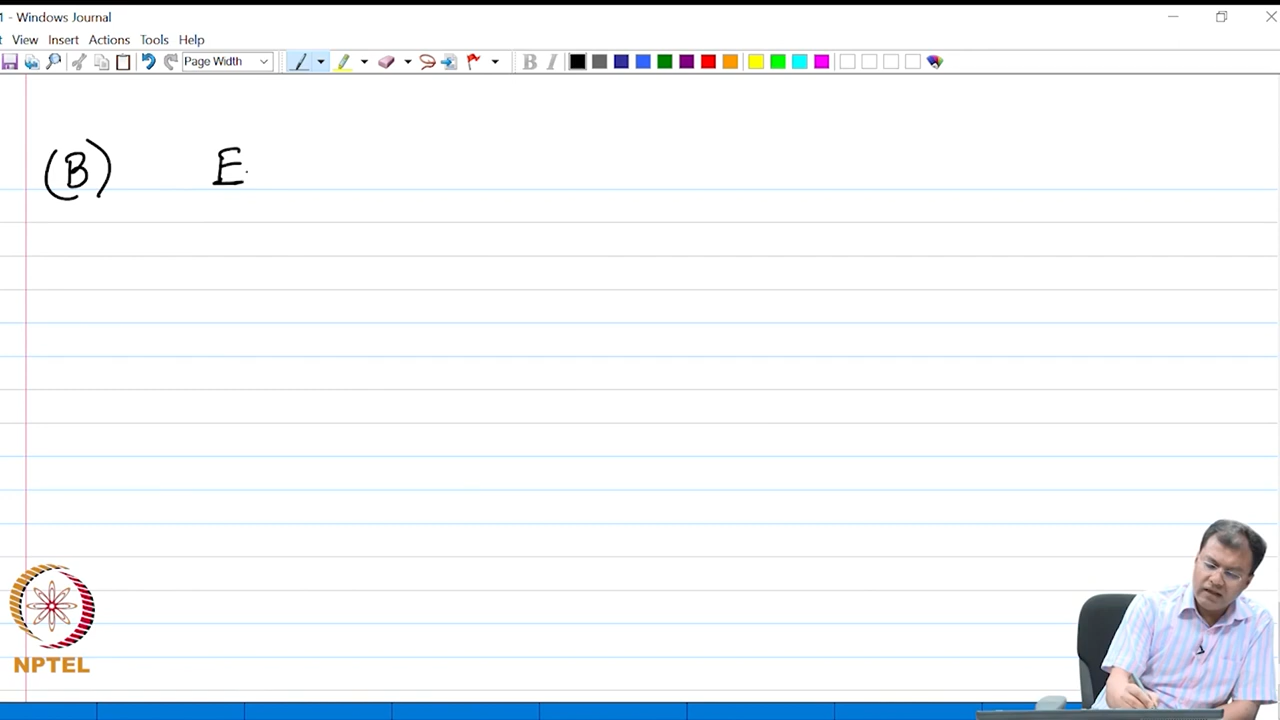 1 - Windows Journal
t View Insert Actions Tools Help
Page Width
B I
(B) E
NPTEL